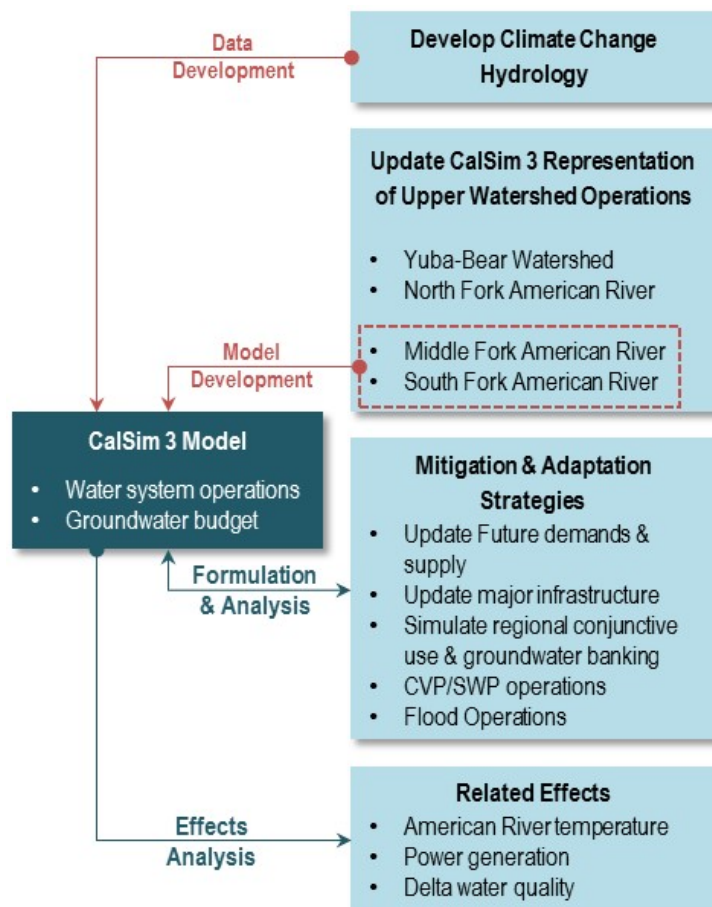 Data
Development
Develop Climate Change
Hydrology
Update CalSim 3 Representation
of Upper Watershed Operations
• Yuba-Bear Watershed
• North Fork American River
Model
Development
• Middle Fork American River
• South Fork American River
CalSim 3 Model
• Water system operations
• Groundwater budget
Mitigation & Adaptation
Strategies
• Update Future demands &
supply
• Update major infrastructure
• Simulate regional conjunctive
use & groundwater banking
• CVP/SWP operations
• Flood Operations
Formulation
& Analysis
Effects
Analysis
Related Effects
• American River temperature
• Power generation
• Delta water quality